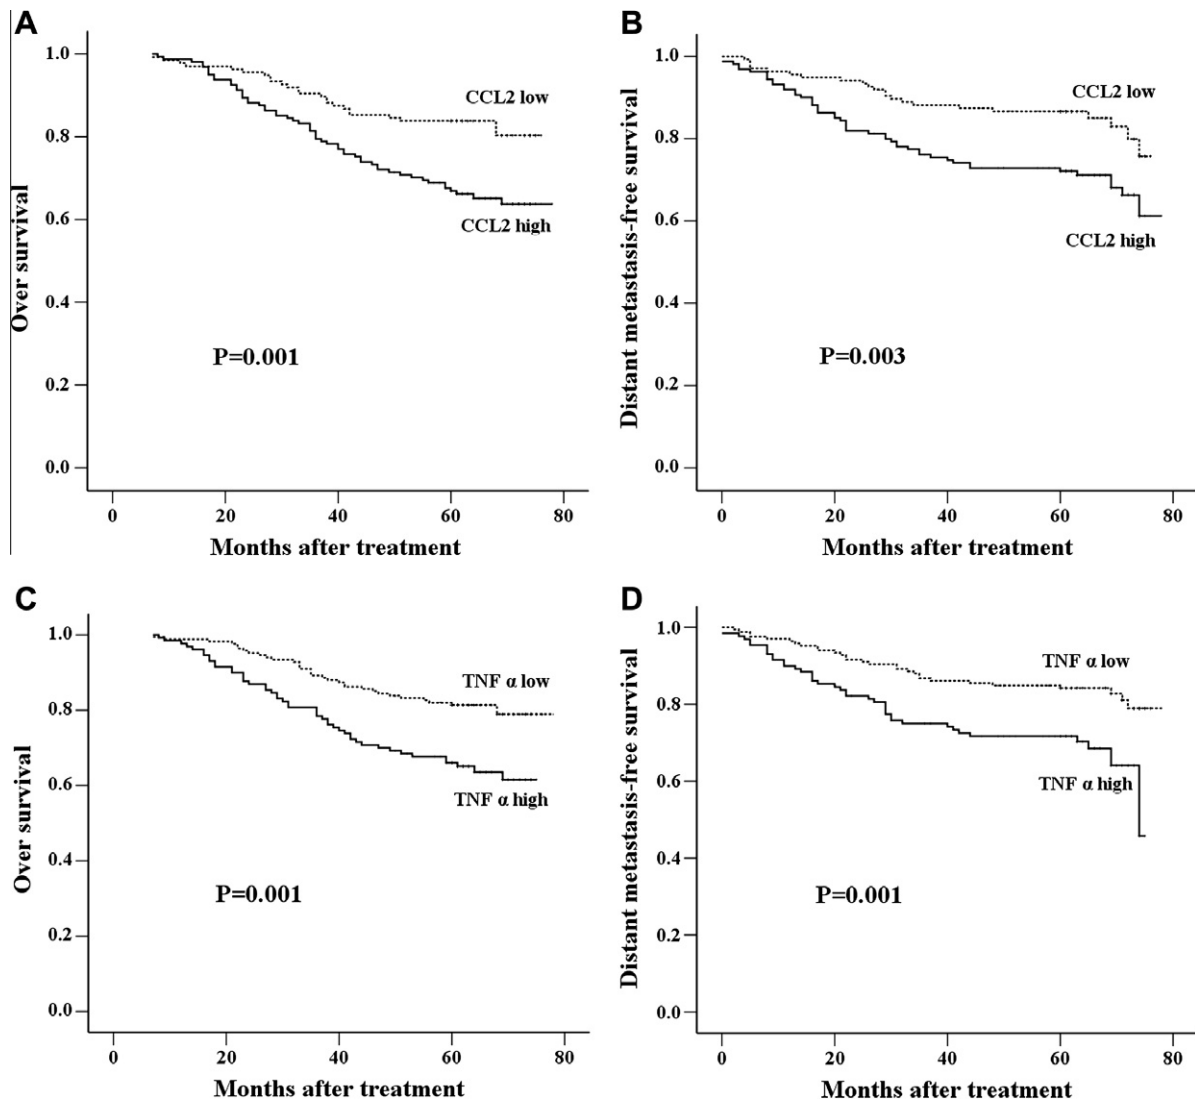 A
Over survival
1.0
0.8
0.6
0.4
0.2
0.0
CCL2 low
CCL2 high
P=0.001
0 20 40 60 80
Months after treatment
B
Distant metastasis-free survival
1.0
0.8
0.6
0.4
0.2
0.0
CCL2 low
CCL2 high
P=0.003
0 20 40 60 80
Months after treatment
C
Over survival
1.0
0.8
0.6
0.4
0.2
0.0
TNF α low
TNF α high
P=0.001
0 20 40 60 80
Months after treatment
D
Distant metastasis-free survival
1.0
0.8
0.6
0.4
0.2
0.0
TNF α low
TNF α high
P=0.001
0 20 40 60 80
Months after treatment